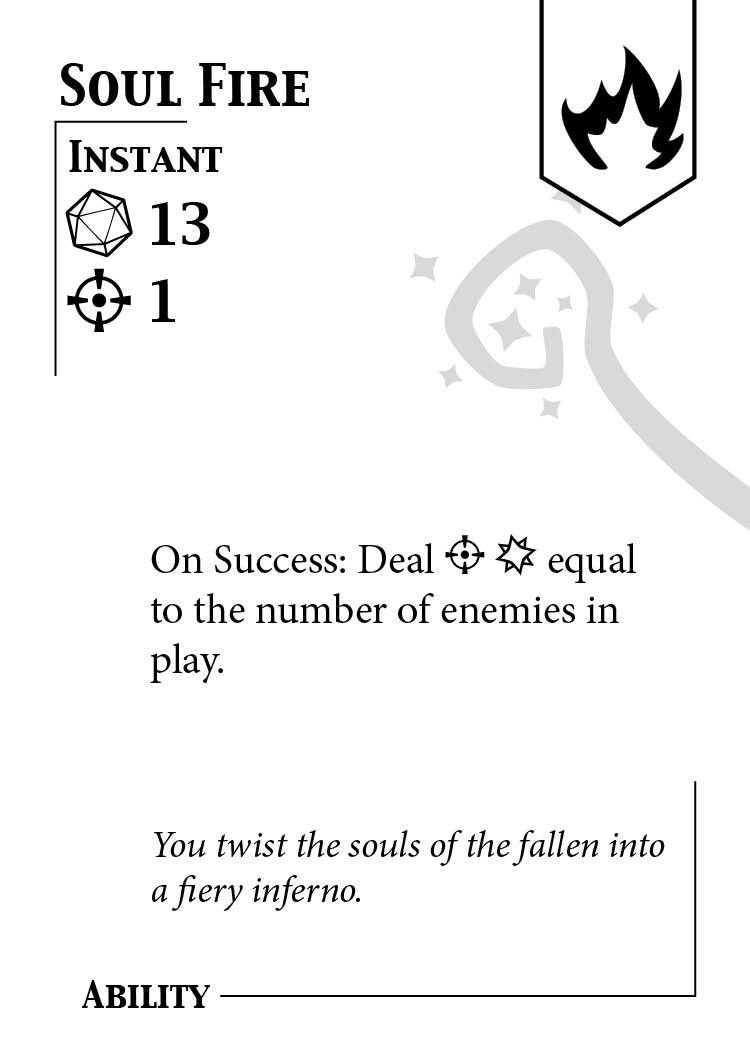 Soul Fire
Instant
13
1
On Success: Deal equal
to the number of enemies in
play.
You twist the souls of the fallen into
a fiery inferno.
Ability